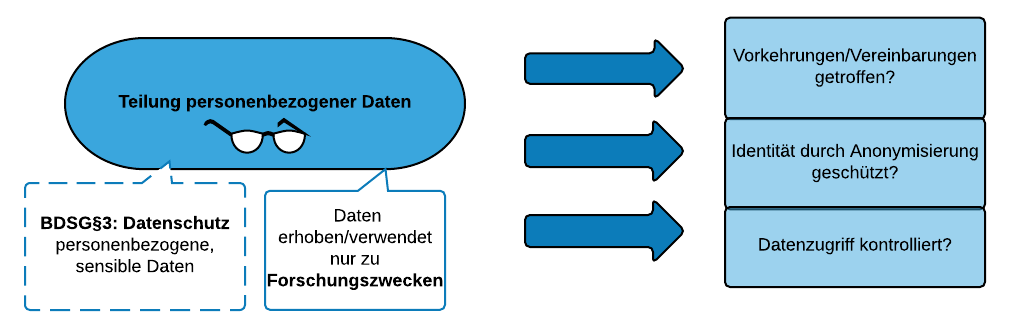 Teilung personenbezogener Daten
BDSG§3: Datenschutz
personenbezogene,
sensible Daten
Daten
erhoben/verwendet
nur zu
Forschungszwecken
Vorkehrungen/Vereinbarungen
getroffen?
Identität durch Anonymisierung
geschützt?
Datenzugriff kontrolliert?